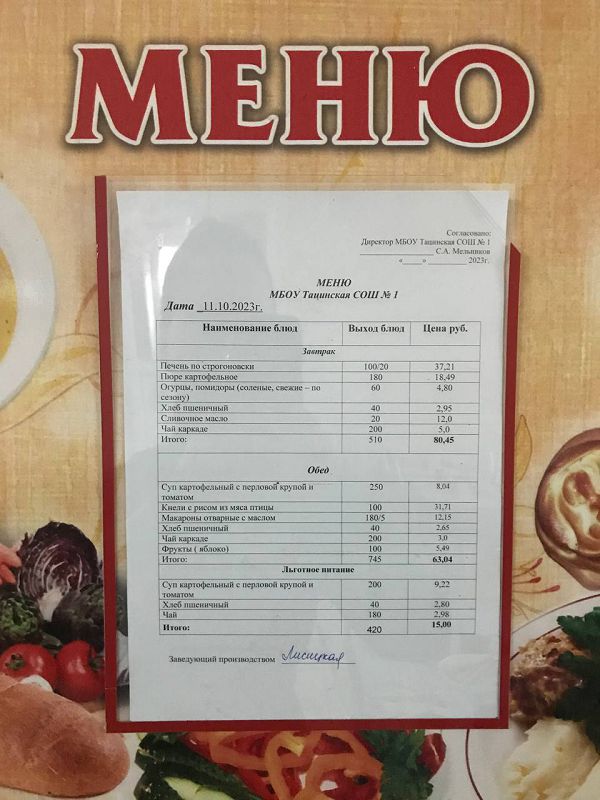 МЕНЮ
Согласовано:
Директор МБОУ Тацинская СОШ № 1
____________________ С.А. Мельников
«____» __________ 2023г.
МЕНЮ
МБОУ Тацинская СОШ № 1
Дата _11.10.2023г.
Наименование блюд Выход блюд Цена руб.
Завтрак
Печень по строгоновски 100/20 37,21
Пюре картофельное 180 18,49
Огурцы, помидоры (соленые, свежие – по 60 4,80
сезону)
Хлеб пшеничный 40 2,95
Сливочное масло 20 12,0
Чай каркаде 200 5,0
Итого: 510 80,45
Обед
Суп картофельный с перловой крупой и 250 8,04
томатом
Кнели с рисом из мяса птицы 100 31,71
Макароны отварные с маслом 180/5 12,15
Хлеб пшеничный 40 2,65
Чай каркаде 200 3,0
Фрукты ( яблоко) 100 5,49
Итого: 745 63,04
Льготное питание
Суп картофельный с перловой крупой и 200 9,22
томатом
Хлеб пшеничный 40 2,80
Чай 180 2,98
Итого: 420 15,00
Заведующий производством Лисицкая